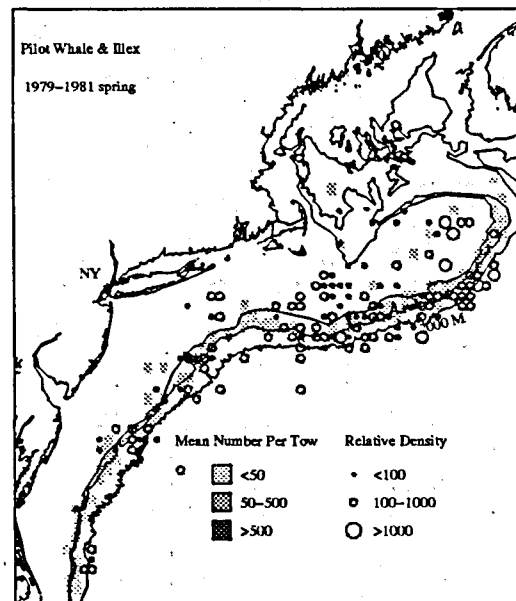 Pilot Whale & Illex
1979–1981 spring
NY
Mean Number Per Tow
<50
50–500
>500
Relative Density
<100
100–1000
>1000